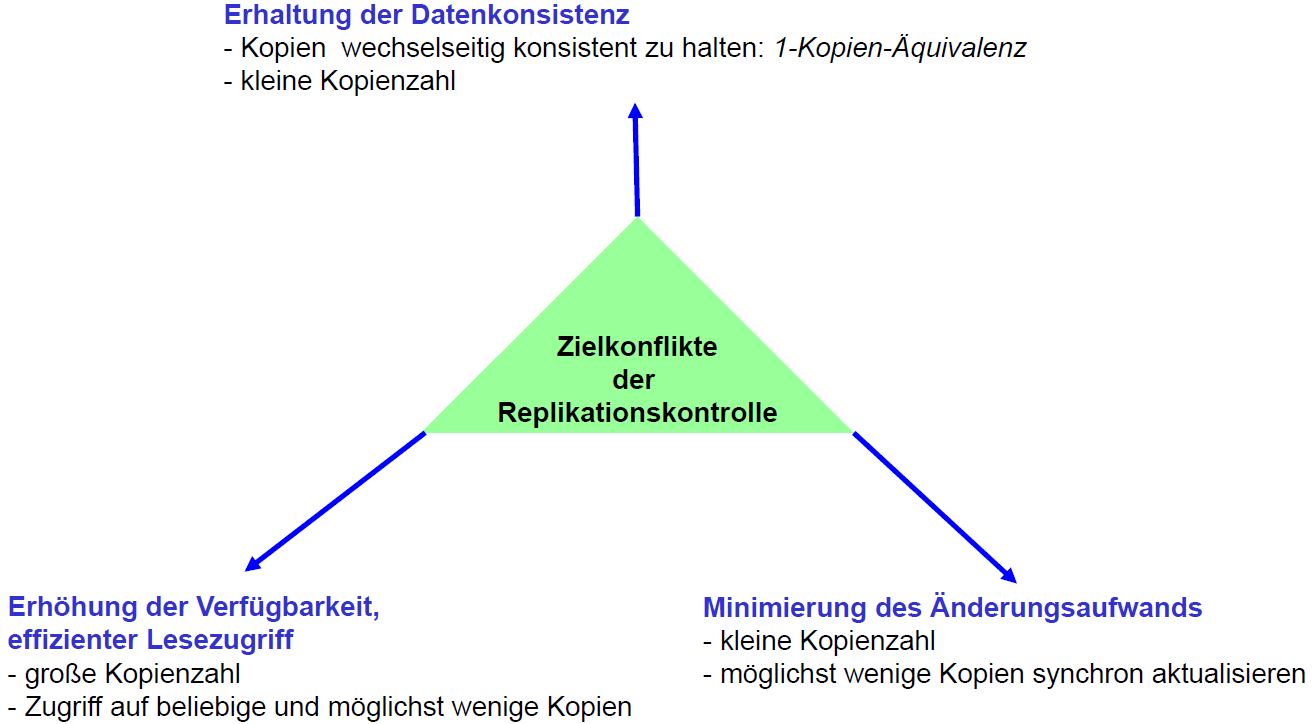 Erhaltung der Datenkonsistenz
- Kopien wechselseitig konsistent zu halten: 1-Kopien-Äquivalenz
- kleine Kopienzahl
Zielkonflikte
der
Replikationskontrolle
Erhöhung der Verfügbarkeit,
effizienter Lesezugriff
- große Kopienzahl
- Zugriff auf beliebige und möglichst wenige Kopien
Minimierung des Änderungsaufwands
- kleine Kopienzahl
- möglichst wenige Kopien synchron aktualisieren